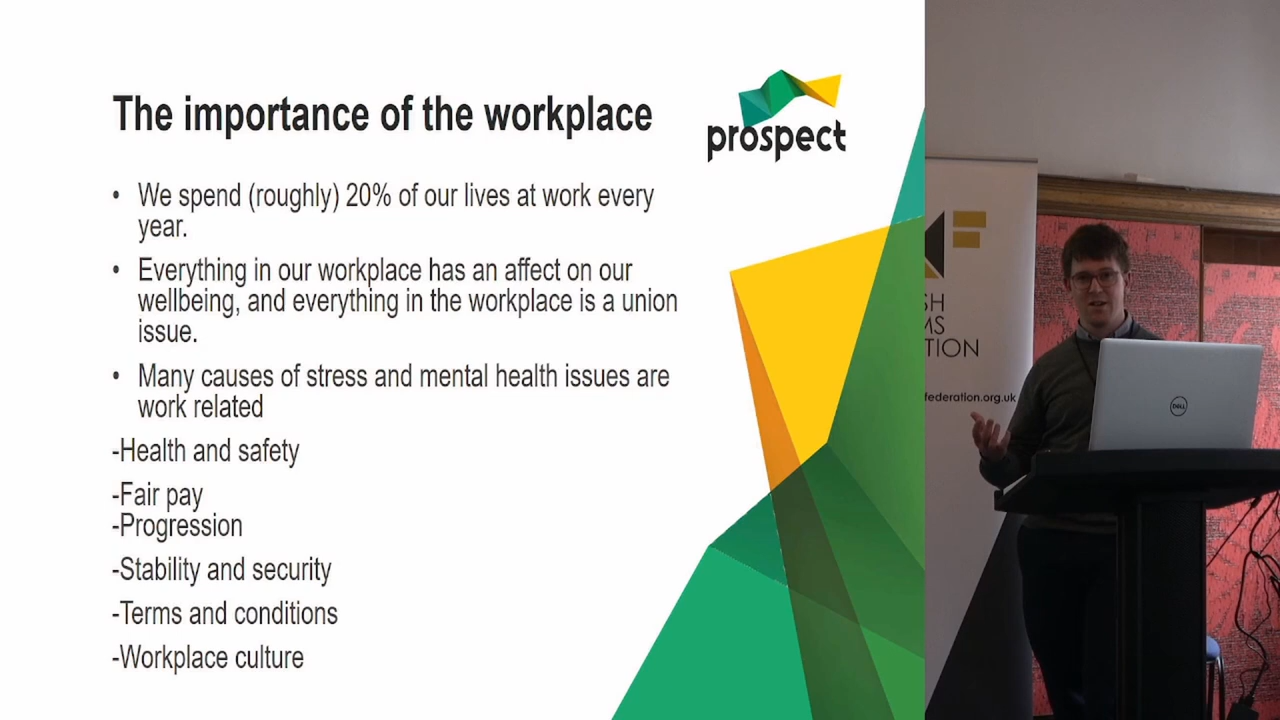 The importance of the workplace
prospect
• We spend (roughly) 20% of our lives at work every
year.
• Everything in our workplace has an affect on our
wellbeing, and everything in the workplace is a union
issue.
• Many causes of stress and mental health issues are
work related
-Health and safety
-Fair pay
-Progression
-Stability and security
-Terms and conditions
-Workplace culture
F
SH
MS
TION
federation.org.uk
DELL